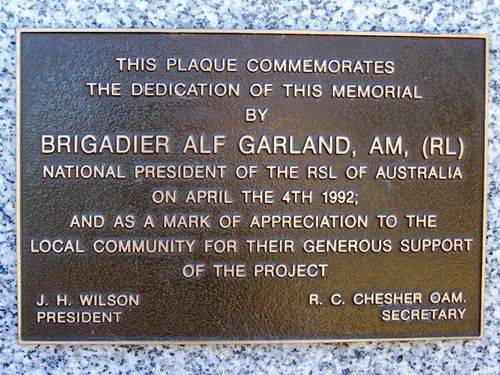 THIS PLAQUE COMMEMORATES
THE DEDICATION OF THIS MEMORIAL
BY
BRIGADIER ALF GARLAND, AM, (RL)
NATIONAL PRESIDENT OF THE RSL OF AUSTRALIA
ON APRIL THE 4TH 1992;
AND AS A MARK OF APPRECIATION TO THE
LOCAL COMMUNITY FOR THEIR GENEROUS SUPPORT
OF THE PROJECT
J. H. WILSON R. C. CHESHER OAM.
PRESIDENT SECRETARY